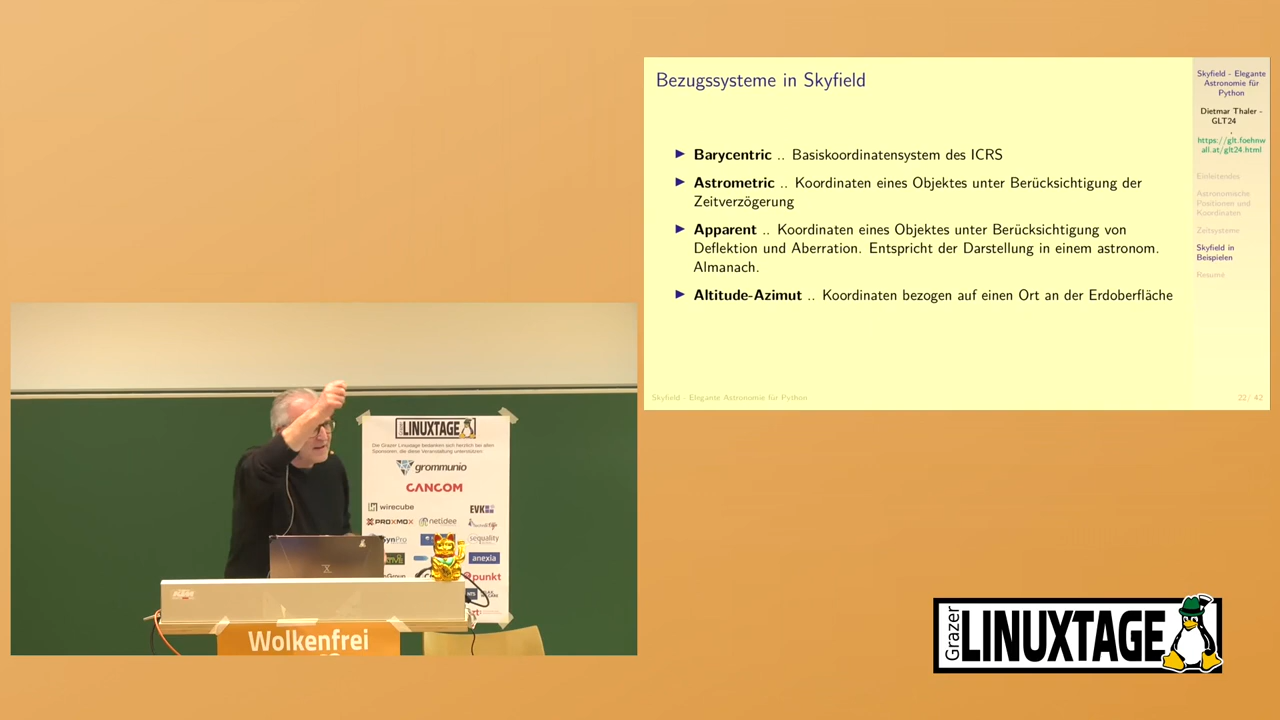 Bezugssysteme in Skyfield
▶ Barycentric .. Basiskoordinatensystem des ICRS
▶ Astrometric .. Koordinaten eines Objektes unter Berücksichtigung der
Zeitverzögerung
▶ Apparent .. Koordinaten eines Objektes unter Berücksichtigung von
Deflektion und Aberration. Entspricht der Darstellung in einem astronom.
Almanach.
▶ Altitude-Azimut .. Koordinaten bezogen auf einen Ort an der Erdoberfläche
Skyfield - Elegante Astronomie für Python
22/ 42
Skyfield - Elegante
Astronomie für
Python
Dietmar Thaler -
GLT24
,
https://glt.foehnw
all.at/glt24.html
Einleitendes
Astronomische
Positionen und
Koordinaten
Zeitsysteme
Skyfield in
Beispielen
Resumé
LINUXTAGE
Die Grazer Linuxtage bedanken sich herzlich bei allen
Sponsoren, die diese Veranstaltung unterstützen!
grommunio
CANCOM
wirecube
EVK
PROXMOX
netidee
SynPro
sequality
anexia
punkt
Wolkenfrei
Grazer
LINUXTAGE